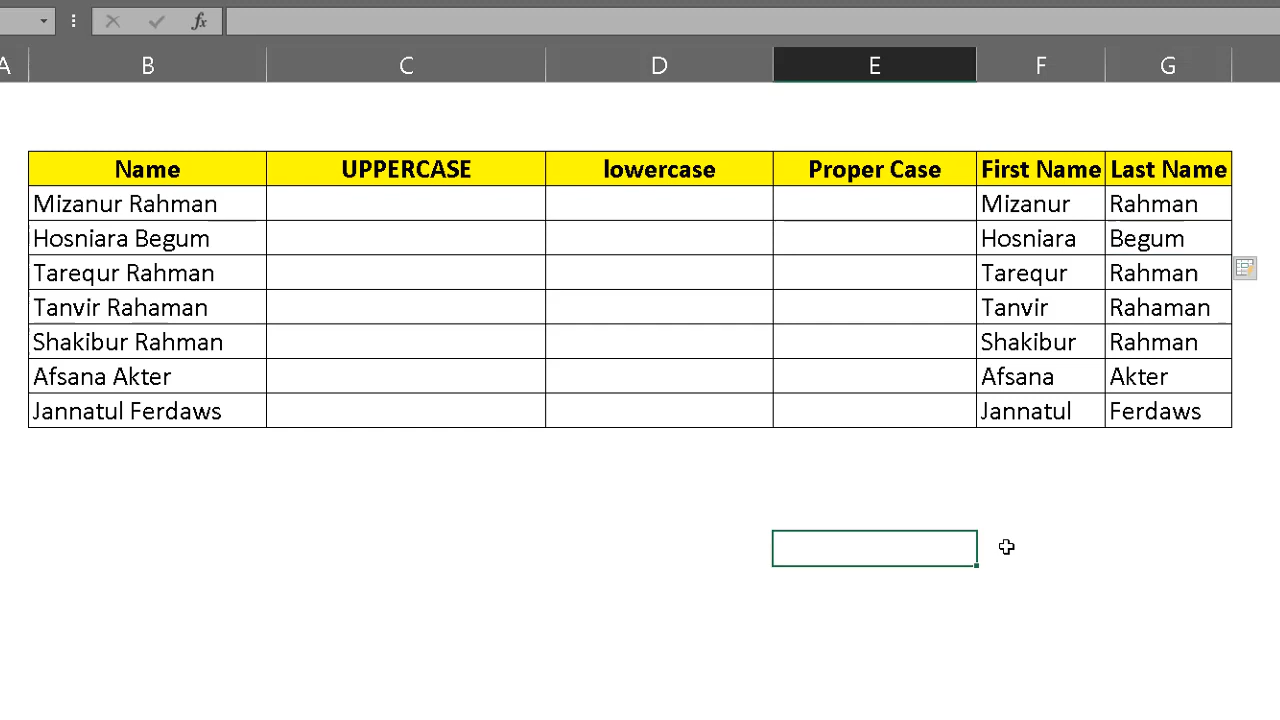 fx
A B C D E F G
Name UPPERCASE lowercase Proper Case First Name Last Name
Mizanur Rahman Mizanur Rahman
Hosniara Begum Hosniara Begum
Tarequr Rahman Tarequr Rahman
Tanvir Rahaman Tanvir Rahaman
Shakibur Rahman Shakibur Rahman
Afsana Akter Afsana Akter
Jannatul Ferdaws Jannatul Ferdaws